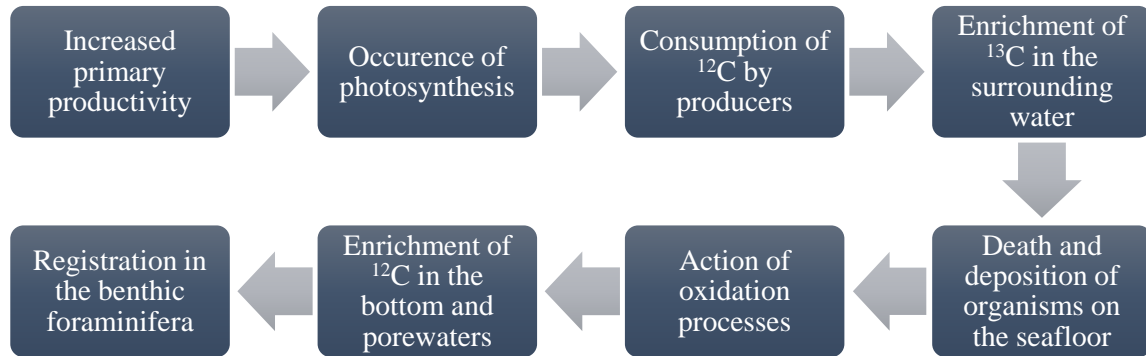 Increased
primary
productivity
Occurence of
photosynthesis
Consumption of
¹²C by
producers
Enrichment of
¹³C in the
surrounding
water
Death and
deposition of
organisms on
the seafloor
Action of
oxidation
processes
Enrichment of
¹²C in the
bottom and
porewaters
Registration in
the benthic
foraminifera